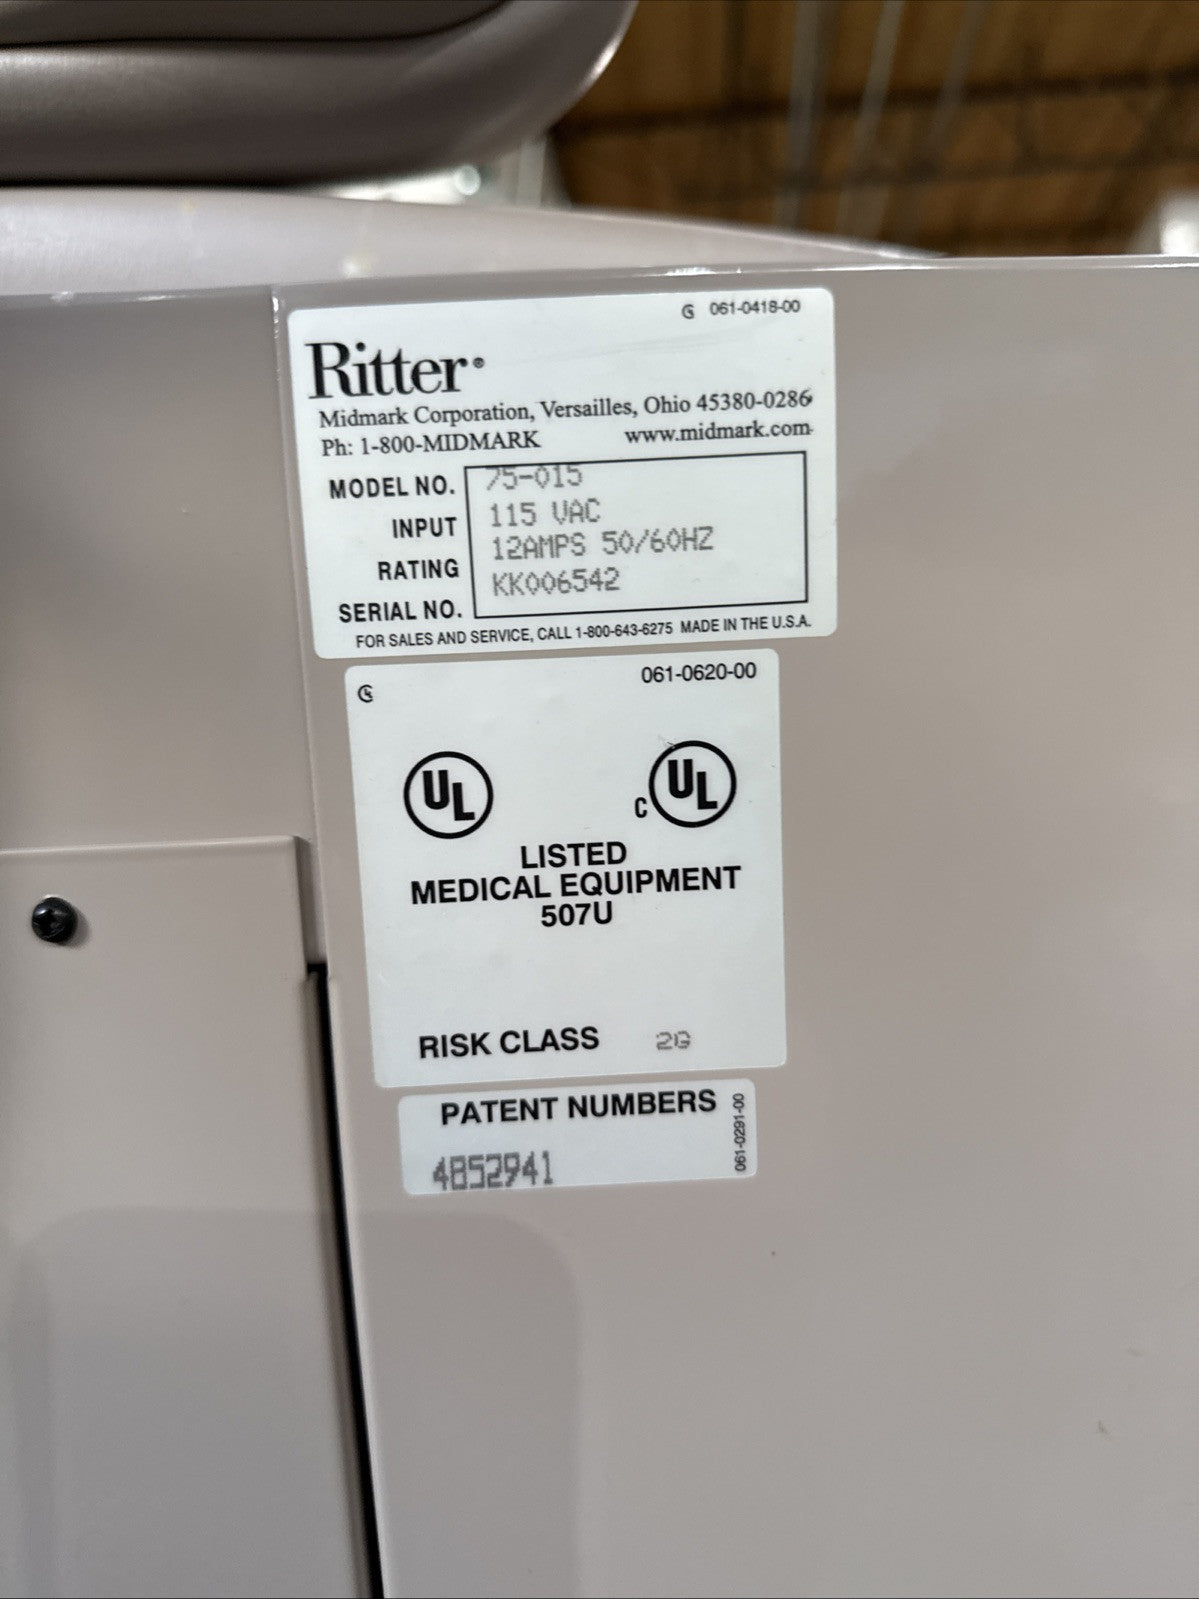 061-0418-00
Ritter®
Midmark Corporation, Versailles, Ohio 45380-0286
Ph: 1-800-MIDMARK www.midmark.com
MODEL NO. 75-015
INPUT 115 VAC
RATING 12AMPS 50/60HZ
SERIAL NO. KK006542
FOR SALES AND SERVICE, CALL 1-800-643-6275 MADE IN THE U.S.A.
061-0620-00
UL C UL
LISTED
MEDICAL EQUIPMENT
507U
RISK CLASS 2G
PATENT NUMBERS
4852941
061-0291-00